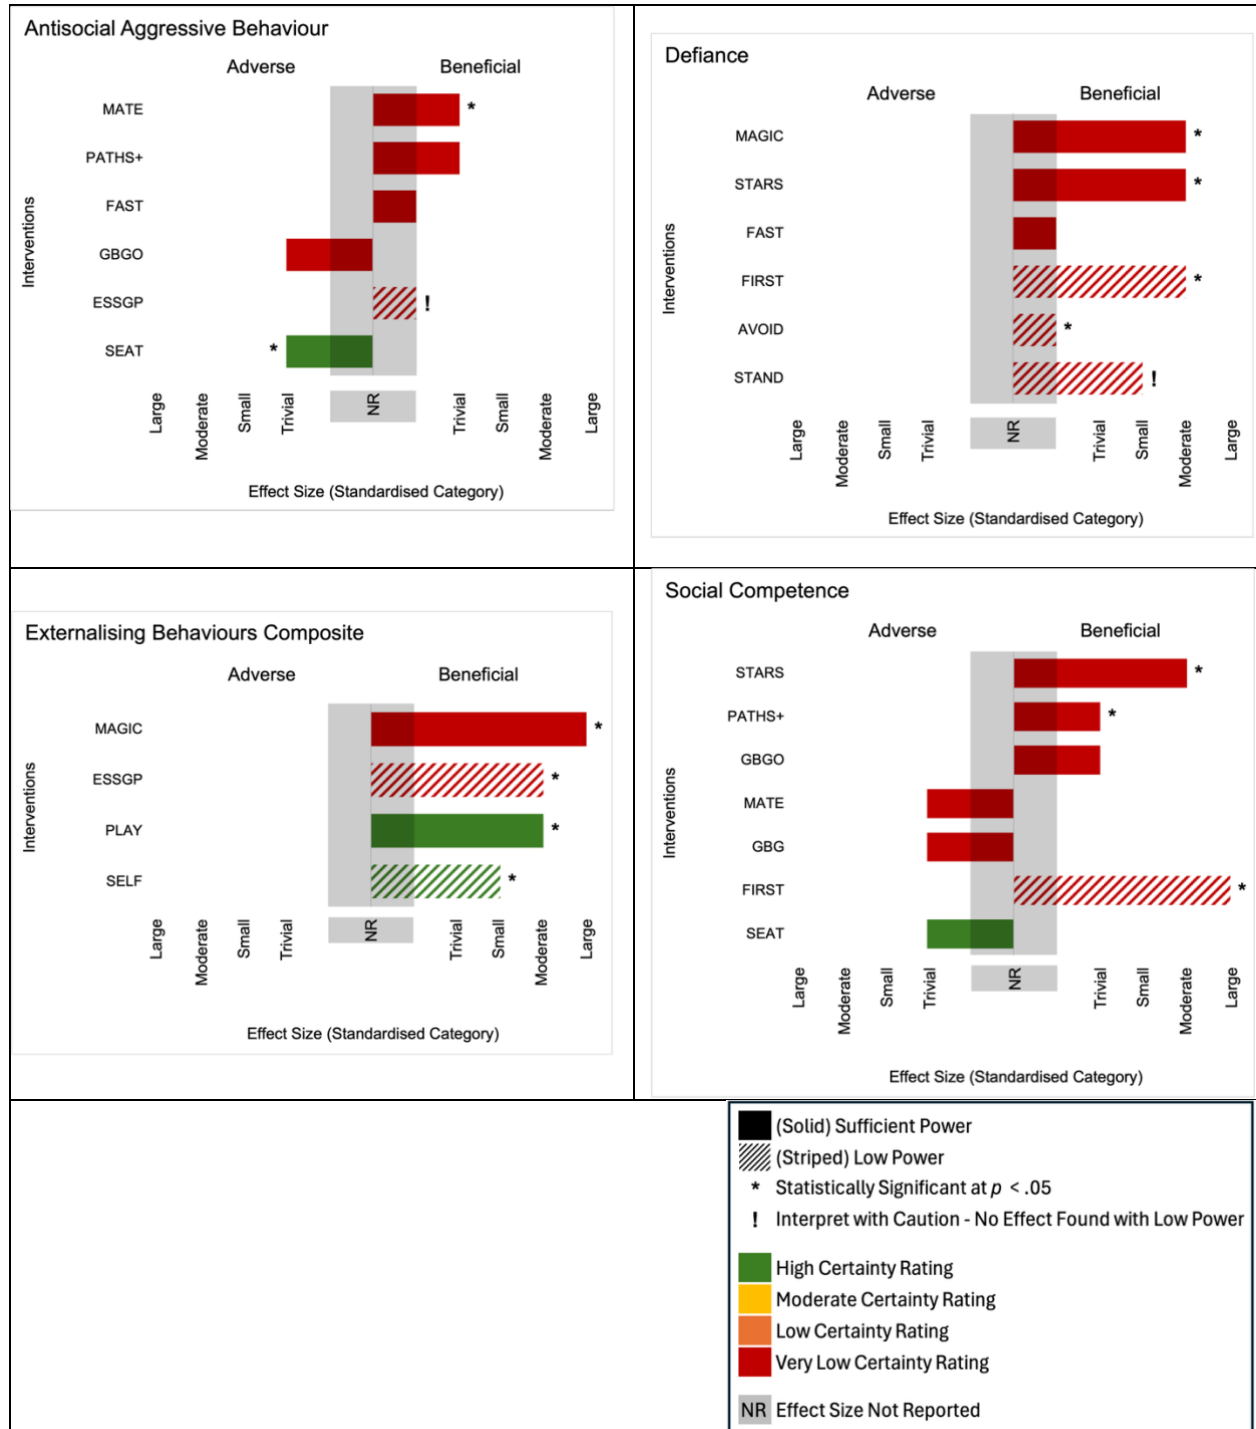 Antisocial Aggressive Behaviour
Adverse Beneficial
Interventions
MATE *
PATHS+
FAST
GBGO
ESSGP !
SEAT *
Large Moderate Small Trivial NR Trivial Small Moderate Large
Effect Size (Standardised Category)
Defiance
Adverse Beneficial
Interventions
MAGIC *
STARS *
FAST
FIRST *
AVOID *
STAND !
Large Moderate Small Trivial NR Trivial Small Moderate Large
Effect Size (Standardised Category)
Externalising Behaviours Composite
Adverse Beneficial
Interventions
MAGIC *
ESSGP *
PLAY *
SELF *
Large Moderate Small Trivial NR Trivial Small Moderate Large
Effect Size (Standardised Category)
Social Competence
Adverse Beneficial
Interventions
STARS *
PATHS+ *
GBGO
MATE
GBG
FIRST *
SEAT
Large Moderate Small Trivial NR Trivial Small Moderate Large
Effect Size (Standardised Category)
(Solid) Sufficient Power
(Striped) Low Power
* Statistically Significant at p < .05
! Interpret with Caution - No Effect Found with Low Power
High Certainty Rating
Moderate Certainty Rating
Low Certainty Rating
Very Low Certainty Rating
NR Effect Size Not Reported